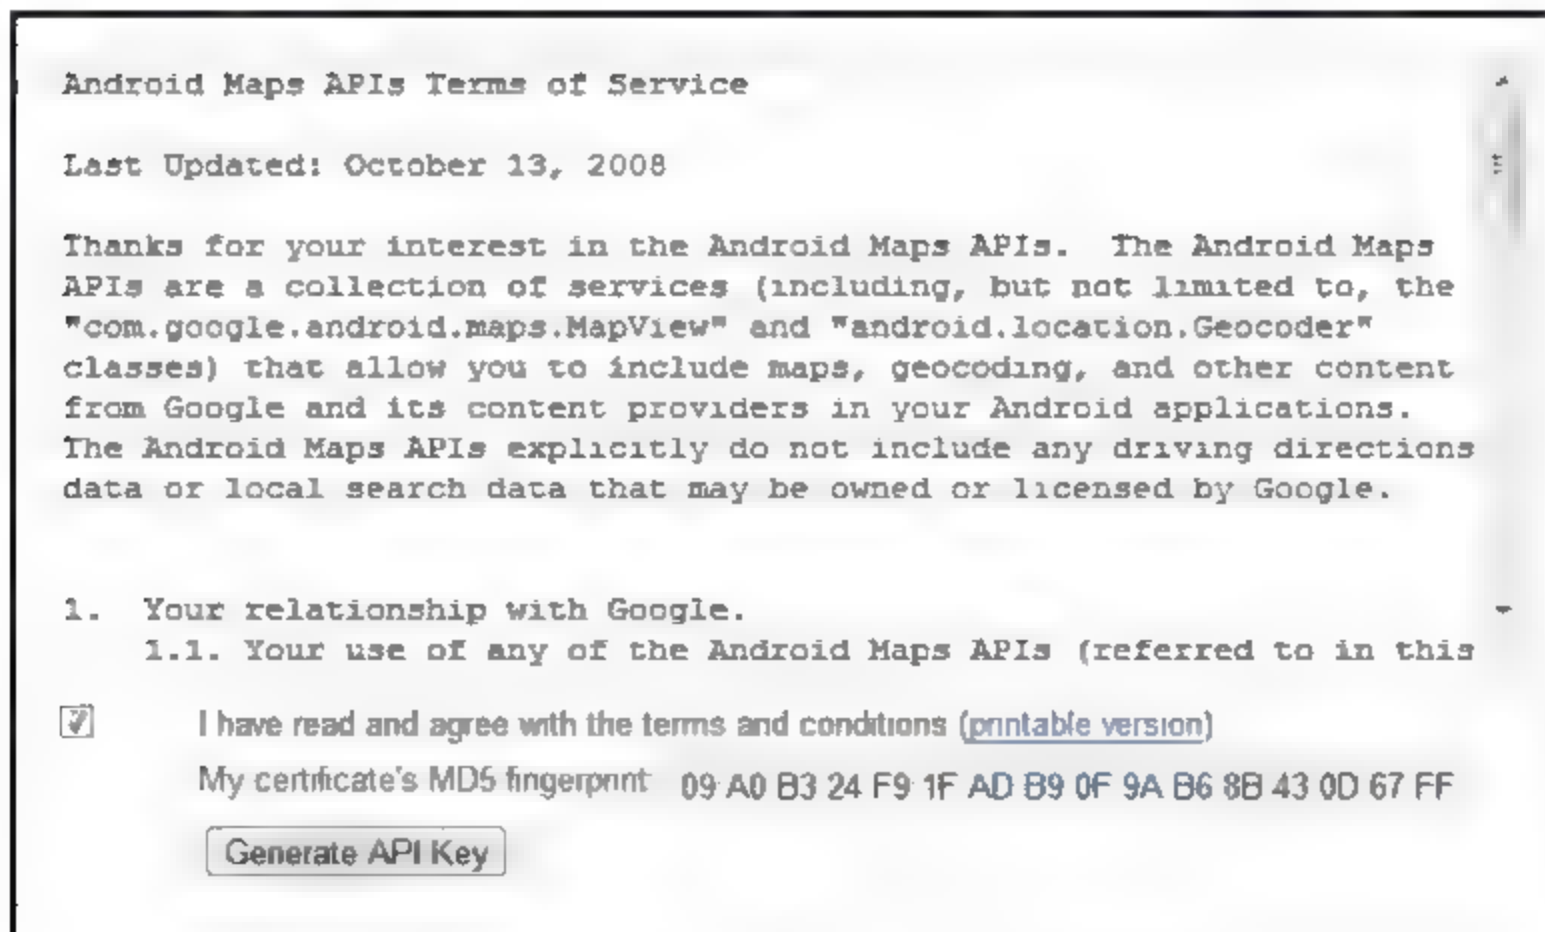 Android Maps APIs Terms of Service
Last Updated: October 13, 2008
Thanks for your interest in the Android Maps APIs.  The Android Maps
APIs are a collection of services (including, but not limited to, the
"com.google.android.maps.MapView" and "android.location.Geocoder"
classes) that allow you to include maps, geocoding, and other content
from Google and its content providers in your Android applications.
The Android Maps APIs explicitly do not include any driving directions
data or local search data that may be owned or licensed by Google.
1.  Your relationship with Google.
1.1. Your use of any of the Android Maps APIs (referred to in this
I have read and agree with the terms and conditions (printable version)
My certificate's MD5 fingerprint: 09 A0 B3 24 F9 1F AD B9 0F 9A B6 8B 43 0D 67 FF
Generate API Key